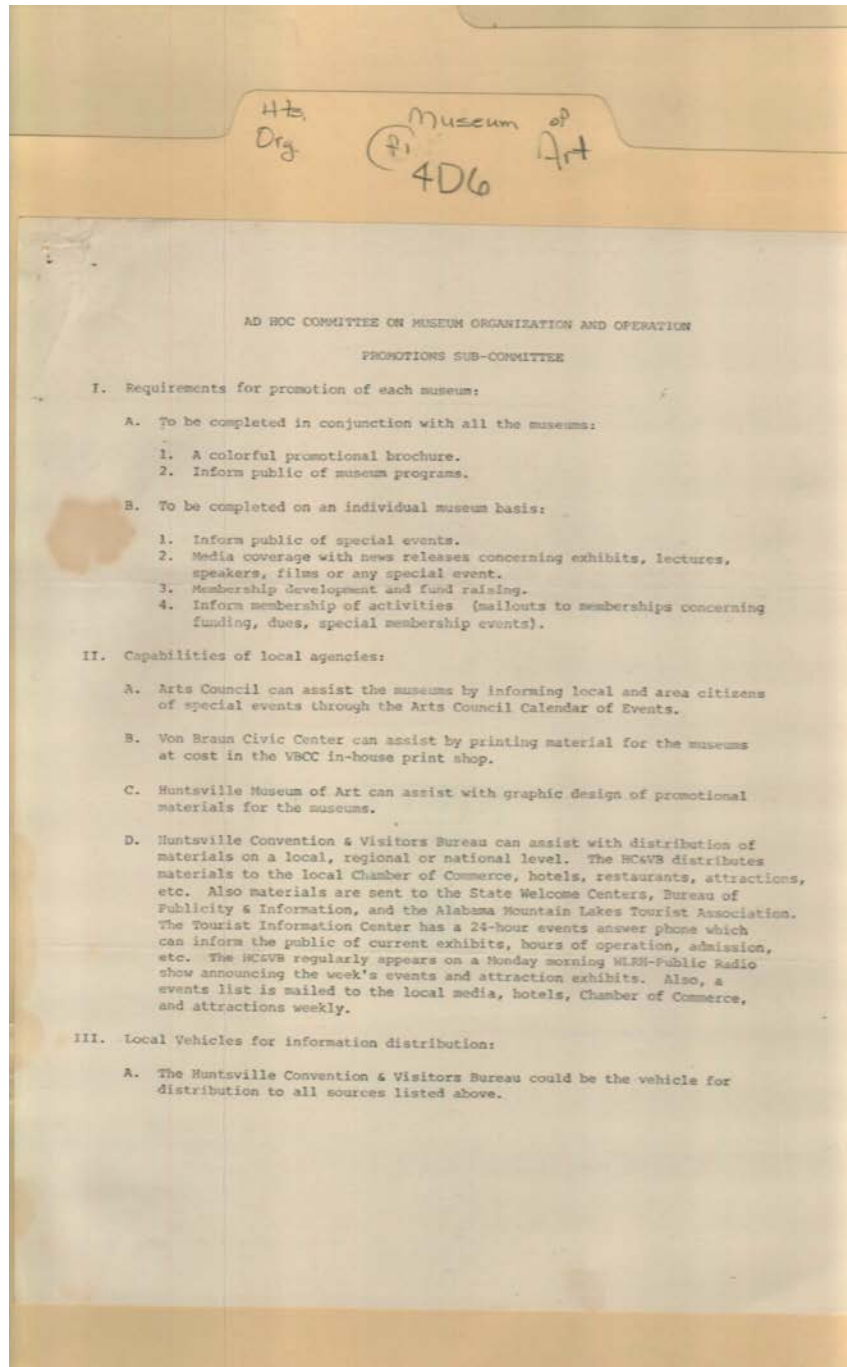 Hts. Museum of
Org. Art
4D6
AD HOC COMMITTEE ON MUSEUM ORGANIZATION AND OPERATION
PROMOTIONS SUB-COMMITTEE
I. Requirements for promotion of each museum:
A. To be completed in conjunction with all the museums:
1. A colorful promotional brochure.
2. Inform public of museum programs.
B. To be completed on an individual museum basis:
1. Inform public of special events.
2. Media coverage with news releases concerning exhibits, lectures,
speakers, films or any special event.
3. Membership development and fund raising.
4. Inform membership of activities (mailouts to memberships concerning
funding, dues, special membership events).
II. Capabilities of local agencies:
A. Arts Council can assist the museums by informing local and area citizens
of special events through the Arts Council Calendar of Events.
B. Von Braun Civic Center can assist by printing material for the museums
at cost in the VBCC in-house print shop.
C. Huntsville Museum of Art can assist with graphic design of promotional
materials for the museums.
D. Huntsville Convention & Visitors Bureau can assist with distribution of
materials on a local, regional or national level. The HC&VB distributes
materials to the local Chamber of Commerce, hotels, restaurants, attractions,
etc. Also materials are sent to the State Welcome Centers, Bureau of
Publicity & Information, and the Alabama Mountain Lakes Tourist Association.
The Tourist Information Center has a 24-hour events answer phone which
can inform the public of current exhibits, hours of operation, admission,
etc. The HC&VB regularly appears on a Monday morning WLRH-Public Radio
show announcing the week's events and attraction exhibits. Also, a
events list is mailed to the local media, hotels, Chamber of Commerce,
and attractions weekly.
III. Local Vehicles for information distribution:
A. The Huntsville Convention & Visitors Bureau could be the vehicle for
distribution to all sources listed above.